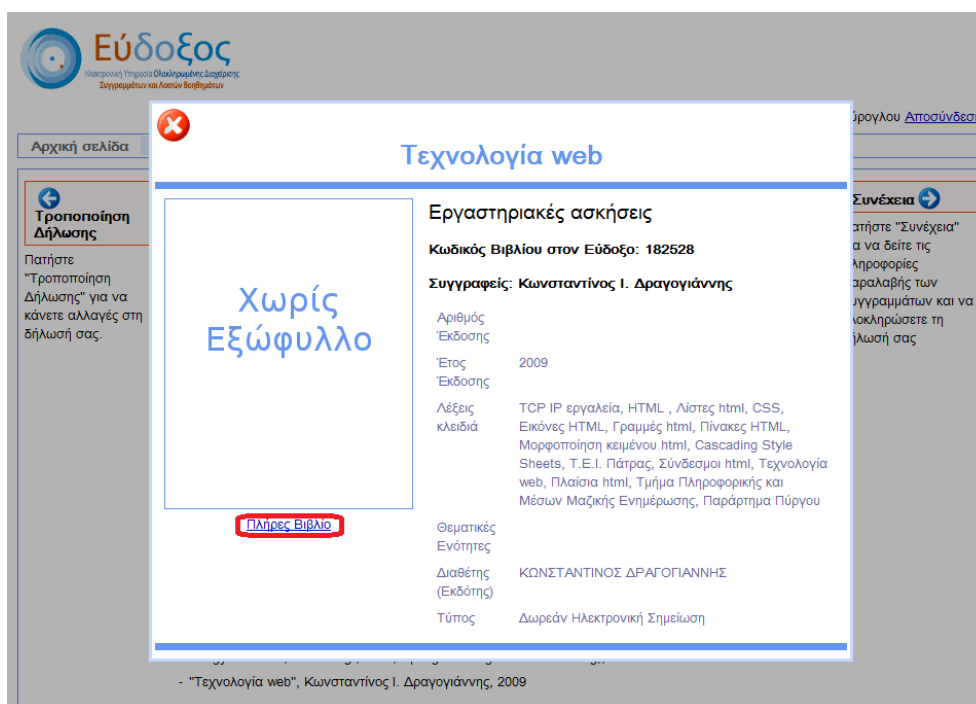 Εύδοξος
Ηλεκτρονική Υπηρεσία Ολοκληρωμένης Διαχείρισης
Συγγραμμάτων και Λοιπών Βοηθημάτων
Αποσύνδεσ
Αρχική σελίδα
Τροποποίηση
Δήλωσης
Πατήστε
"Τροποποίηση
Δήλωσης" για να
κάνετε αλλαγές στη
δήλωσή σας.
Τεχνολογία web
Χωρίς
Εξώφυλλο
Πλήρες Βιβλίο
Εργαστηριακές ασκήσεις
Κωδικός Βιβλίου στον Εύδοξο: 182528
Συγγραφείς: Κωνσταντίνος Ι. Δραγογιάννης
Αριθμός
Έκδοσης
Έτος 2009
Έκδοσης
Λέξεις TCP IP εργαλεία, HTML , Λίστες html, CSS,
κλειδιά Εικόνες HTML, Γραμμές html, Πίνακες HTML,
Μορφοποίηση κειμένου html, Cascading Style
Sheets, Τ.Ε.Ι. Πάτρας, Σύνδεσμοι html, Τεχνολογία
web, Πλαίσια html, Τμήμα Πληροφορικής και
Μέσων Μαζικής Ενημέρωσης, Παράρτημα Πύργου
Θεματικές
Ενότητες
Διαθέτης ΚΩΝΣΤΑΝΤΙΝΟΣ ΔΡΑΓΟΓΙΑΝΝΗΣ
(Εκδότης)
Τύπος Δωρεάν Ηλεκτρονική Σημείωση
Συνέχεια
ατήστε "Συνέχεια"
α να δείτε τις
ληροφορίες
αραλαβής των
υγγραμμάτων και να
λοκληρώσετε τη
ήλωσή σας
- "Τεχνολογία web", Κωνσταντίνος Ι. Δραγογιάννης, 2009